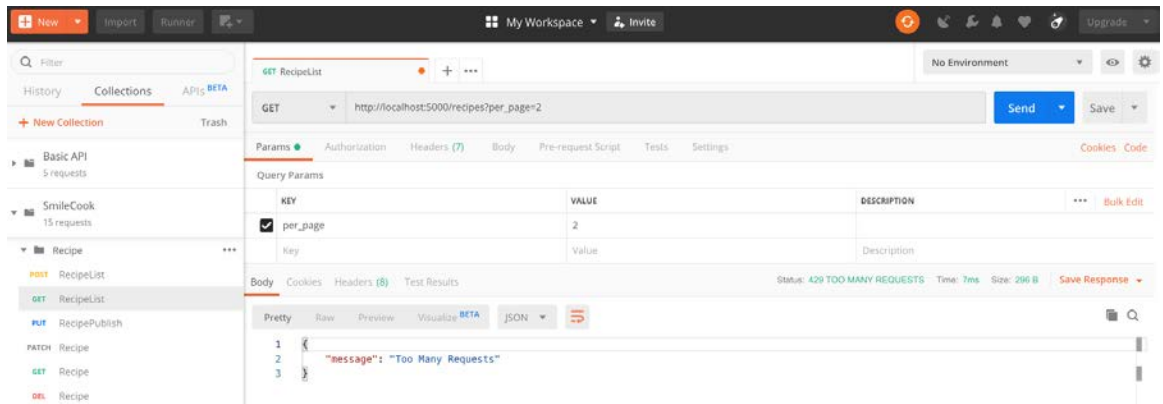 New Import Runner My Workspace Invite Upgrade
Filter
History Collections APIs BETA
+ New Collection Trash
Basic API
5 requests
SmileCook
15 requests
Recipe
POST RecipeList
GET RecipeList
PUT RecipePublish
PATCH Recipe
GET Recipe
DEL Recipe
GET RecipeList + ••• No Environment
GET http://localhost:5000/recipes?per_page=2 Send Save
Params Authorization Headers (7) Body Pre-request Script Tests Settings Cookies Code
Query Params
KEY VALUE DESCRIPTION ••• Bulk Edit
per_page 2
Key Value Description
Body Cookies Headers (8) Test Results Status: 429 TOO MANY REQUESTS Time: 7ms Size: 296 B Save Response
Pretty Raw Preview Visualize BETA JSON
1 {
2 "message": "Too Many Requests"
3 }